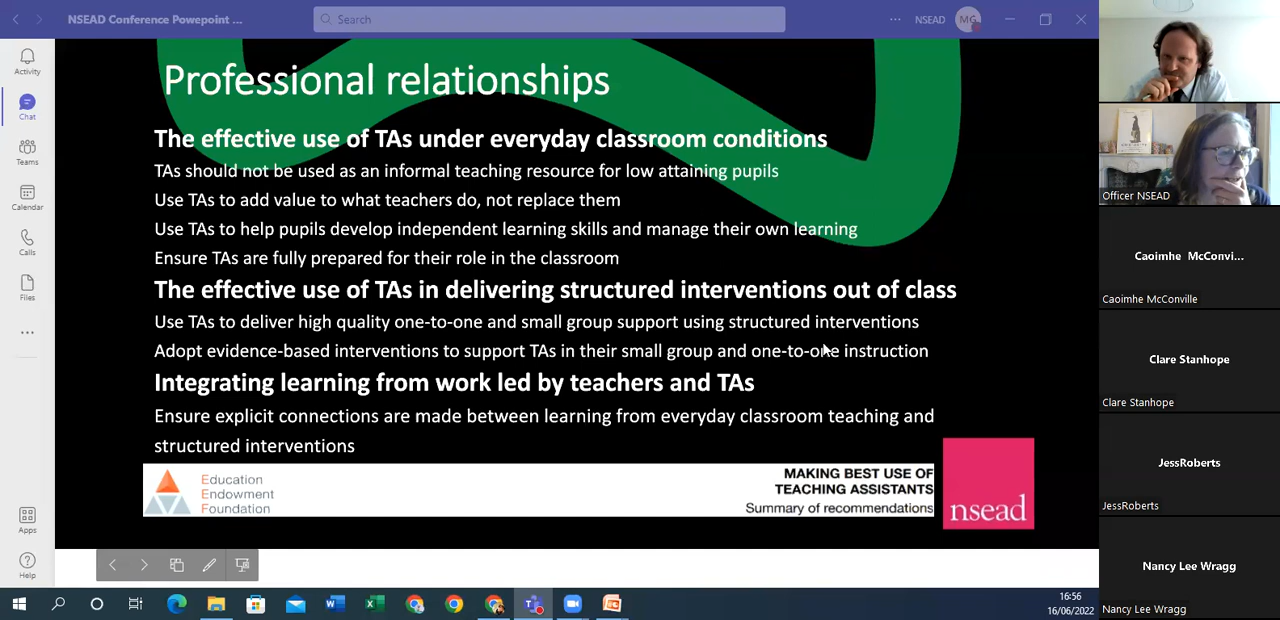 NSEAD Conference Powepoint ...
Search
...
NSEAD
MG
Activity
Chat
Teams
Calendar
Calls
Files
...
Apps
Help
Professional relationships
The effective use of TAs under everyday classroom conditions
TAs should not be used as an informal teaching resource for low attaining pupils
Use TAs to add value to what teachers do, not replace them
Use TAs to help pupils develop independent learning skills and manage their own learning
Ensure TAs are fully prepared for their role in the classroom
The effective use of TAs in delivering structured interventions out of class
Use TAs to deliver high quality one-to-one and small group support using structured interventions
Adopt evidence-based interventions to support TAs in their small group and one-to-one instruction
Integrating learning from work led by teachers and TAs
Ensure explicit connections are made between learning from everyday classroom teaching and
structured interventions
Education
Endowment
Foundation
MAKING BEST USE OF
TEACHING ASSISTANTS
Summary of recommendations
nsead
Officer NSEAD
Caoimhe McConvi...
Caoimhe McConville
Clare Stanhope
Clare Stanhope
JessRoberts
JessRoberts
Nancy Lee Wragg
Nancy Lee Wragg
16:56
16/06/2022